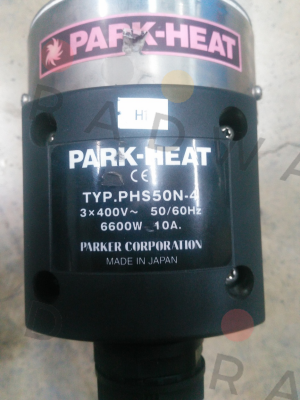 PARK-HEAT
HI
PARK-HEAT
CE
TYP.PHS50N-4
3×400V~ 50/60Hz
6600W 10A.
PARKER CORPORATION
MADE IN JAPAN